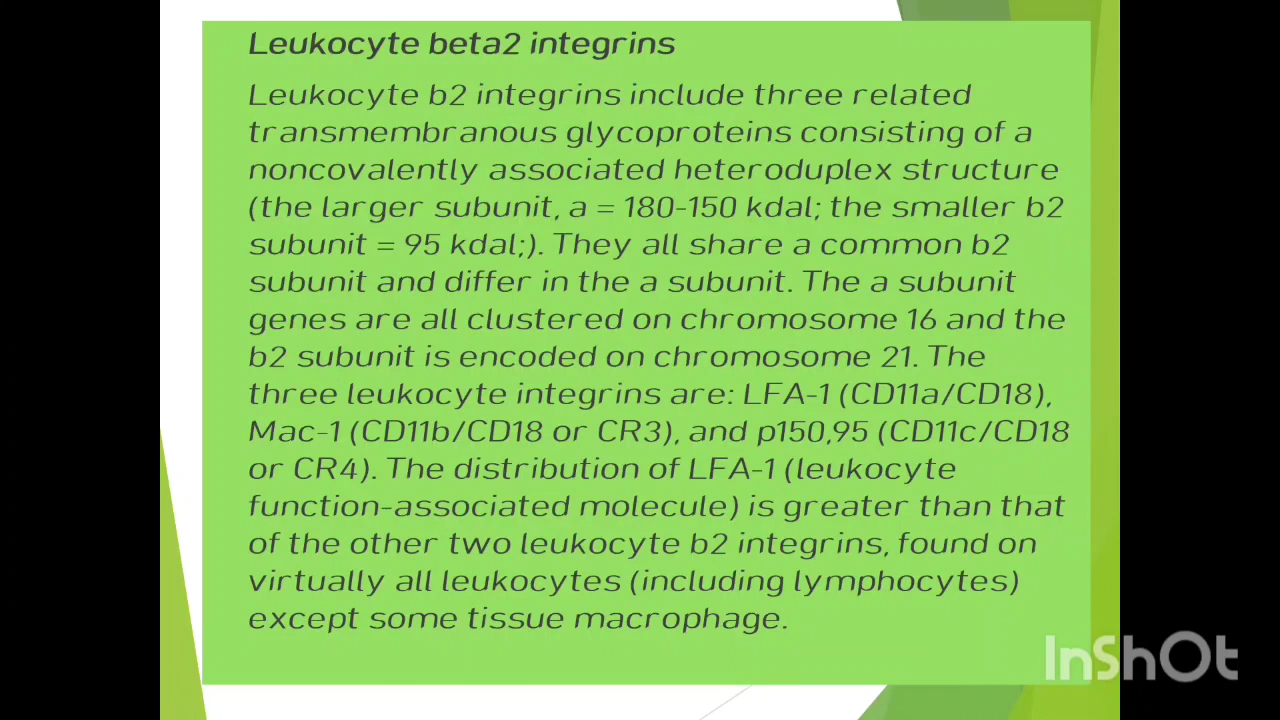 Leukocyte beta2 integrins
Leukocyte b2 integrins include three related
transmembranous glycoproteins consisting of a
noncovalently associated heteroduplex structure
(the larger subunit, a = 180-150 kdal; the smaller b2
subunit = 95 kdal;). They all share a common b2
subunit and differ in the a subunit. The a subunit
genes are all clustered on chromosome 16 and the
b2 subunit is encoded on chromosome 21. The
three leukocyte integrins are: LFA-1 (CD11a/CD18),
Mac-1 (CD11b/CD18 or CR3), and p150,95 (CD11c/CD18
or CR4). The distribution of LFA-1 (leukocyte
function-associated molecule) is greater than that
of the other two leukocyte b2 integrins, found on
virtually all leukocytes (including lymphocytes)
except some tissue macrophage.
InShOt